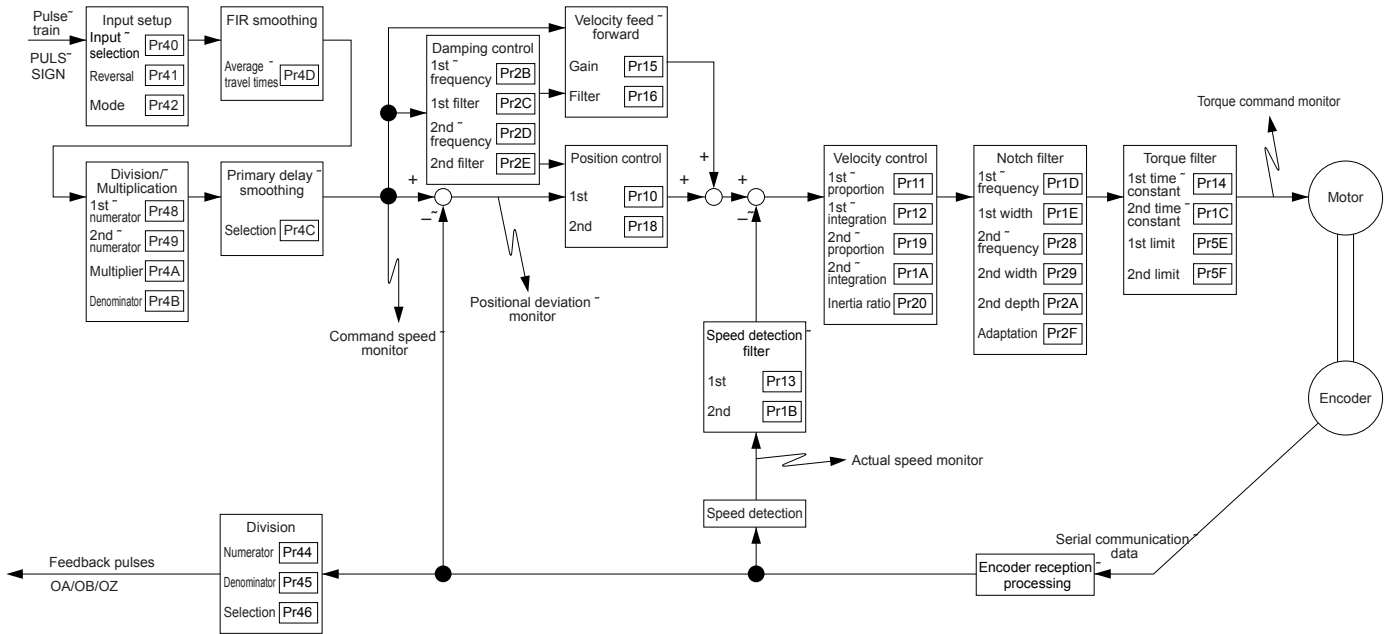 Pulse~
train
PULS~
SIGN
Input setup
Input ~
selection
Pr40
Reversal Pr41
Mode Pr42
FIR smoothing
Average ~
travel times
Pr4D
Division/~
Multiplication
1st ~
numerator
Pr48
2nd ~
numerator
Pr49
Multiplier Pr4A
Denominator Pr4B
Primary delay ~
smoothing
Selection Pr4C
Damping control
1st ~
frequency
Pr2B
1st filter Pr2C
2nd ~
frequency
Pr2D
2nd filter Pr2E
Velocity feed ~
forward
Gain Pr15
Filter Pr16
+
–~
Position control
1st Pr10
2nd Pr18
+
+
+
–~
Command speed ~
monitor
Positional deviation ~
monitor
Velocity control
1st ~
proportion
Pr11
1st ~
integration
Pr12
2nd ~
proportion
Pr19
2nd ~
integration
Pr1A
Inertia ratio Pr20
Notch filter
1st ~
frequency
Pr1D
1st width Pr1E
2nd ~
frequency
Pr28
2nd width Pr29
2nd depth Pr2A
Adaptation Pr2F
Torque filter
1st time ~
constant
Pr14
2nd time ~
constant
Pr1C
1st limit Pr5E
2nd limit Pr5F
Torque command monitor
Motor
Encoder
Speed detection ~
filter
1st Pr13
2nd Pr1B
Actual speed monitor
Speed detection
Serial communication ~
data
Encoder reception ~
processing
Division
Numerator Pr44
Denominator Pr45
Selection Pr46
Feedback pulses
OA/OB/OZ